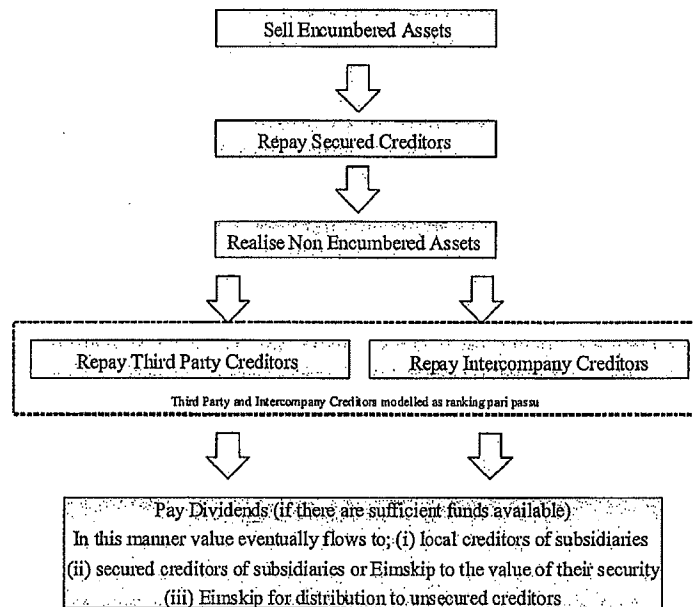 Sell Encumbered Assets
Repay Secured Creditors
Realise Non Encumbered Assets
Repay Third Party Creditors
Repay Intercompany Creditors
Third Party and Intercompany Creditors modelled as ranking pari passu
Pay Dividends (if there are sufficient funds available)
In this manner value eventually flows to; (i) local creditors of subsidiaries
(ii) secured creditors of subsidiaries or Eimskip to the value of their security
(iii) Eimskip for distribution to unsecured creditors